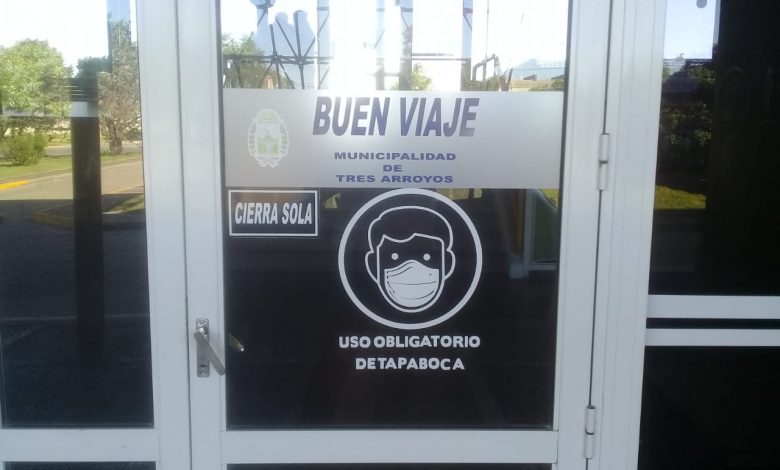 BUEN VIAJE
MUNICIPALIDAD
DE
TRES ARROYOS
CIERRA SOLA
USO OBLIGATORIO
DETAPABOCA